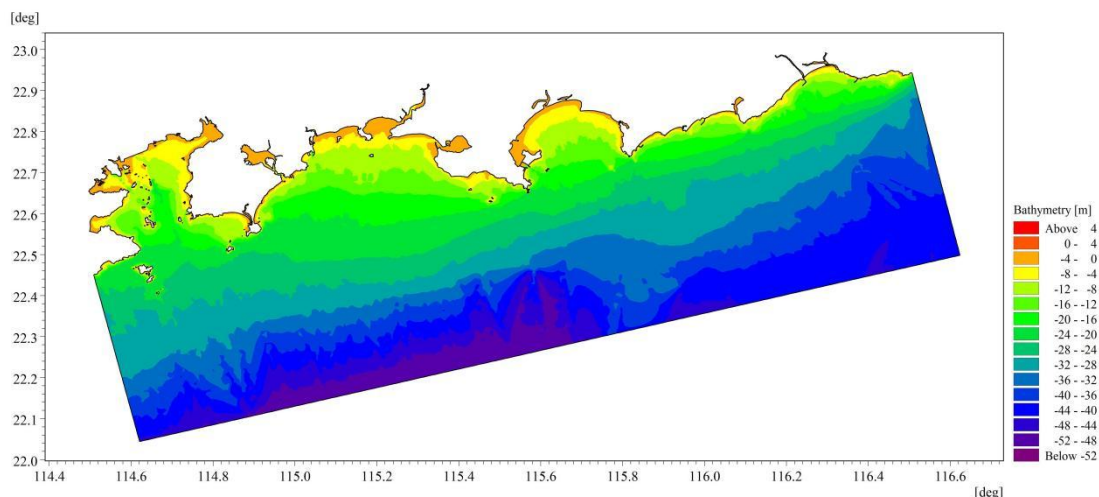 [deg]
23.0
22.9
22.8
22.7
22.6
22.5
22.4
22.3
22.2
22.1
22.0
114.4 114.6 114.8 115.0 115.2 115.4 115.6 115.8 116.0 116.2 116.4 116.6
[deg]
Bathymetry [m]
Above 4
0 - 4
-4 - 0
-8 - -4
-12 - -8
-16 - -12
-20 - -16
-24 - -20
-28 - -24
-32 - -28
-36 - -32
-40 - -36
-44 - -40
-48 - -44
-52 - -48
Below -52